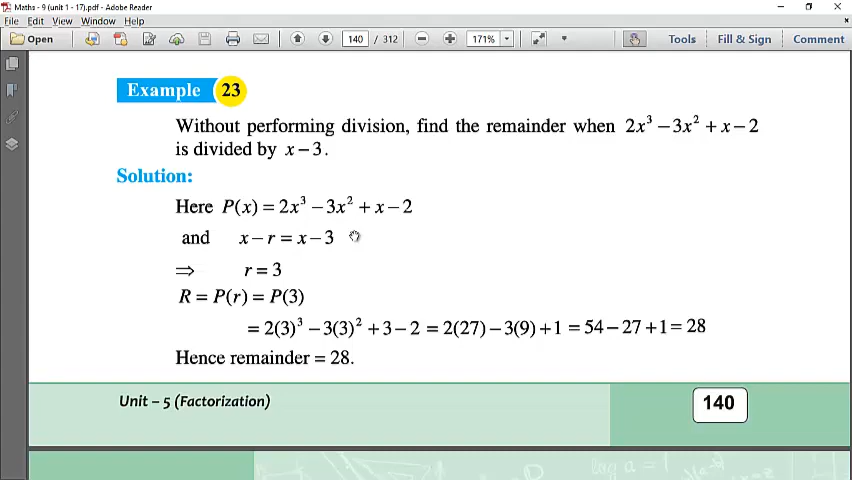 Maths - 9 (unit 1 - 17).pdf - Adobe Reader
File Edit View Window Help
Open 140 / 312 171% Tools Fill & Sign Comment
Example 23
Without performing division, find the remainder when 2x³ − 3x² + x − 2
is divided by x − 3.
Solution:
Here P(x) = 2x³ − 3x² + x − 2
and x − r = x − 3
⇒ r = 3
R = P(r) = P(3)
= 2(3)³ − 3(3)² + 3 − 2 = 2(27) − 3(9) + 1 = 54 − 27 + 1 = 28
Hence remainder = 28.
Unit – 5 (Factorization) 140